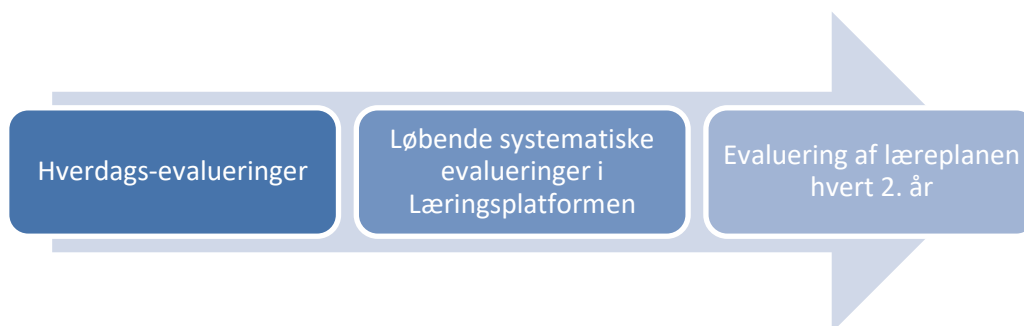 Hverdags-evalueringer
Løbende systematiske
evalueringer i
Læringsplatformen
Evaluering af læreplanen
hvert 2. år